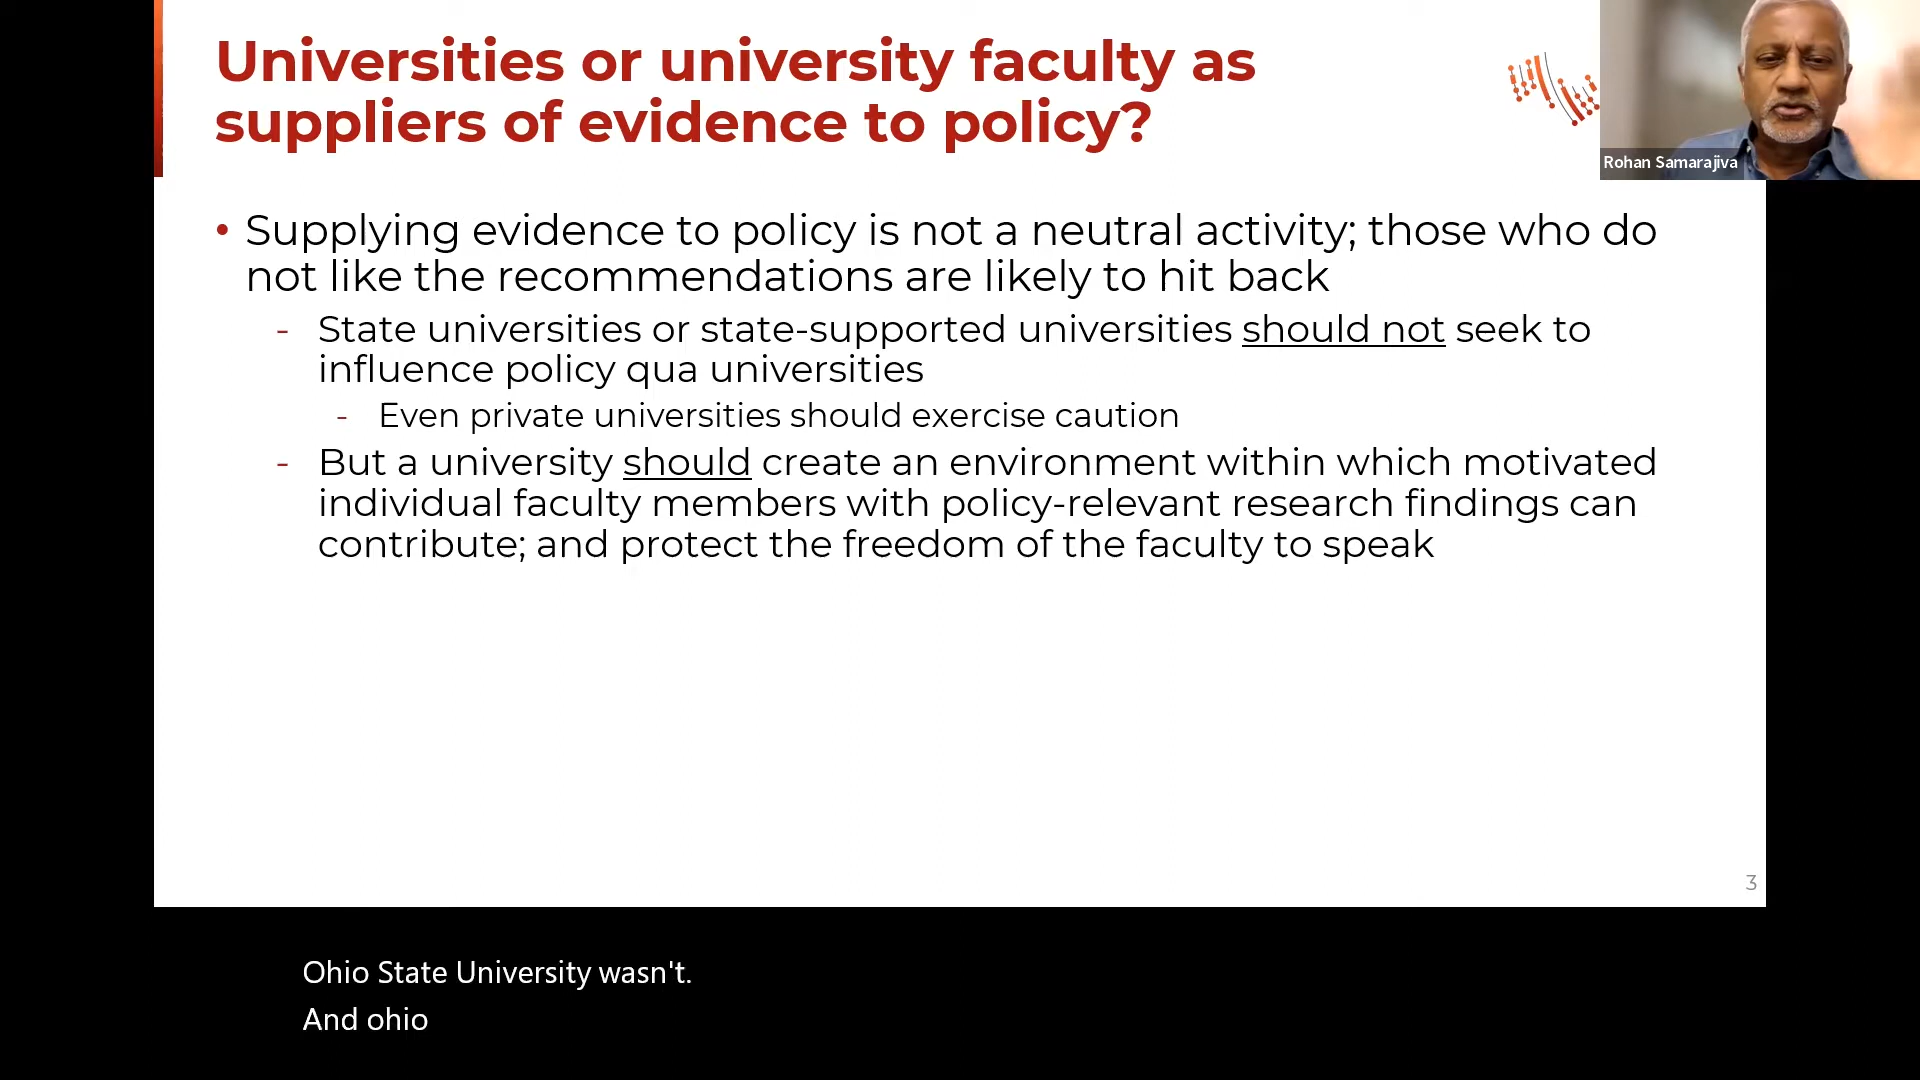 Universities or university faculty as
suppliers of evidence to policy?
Rohan Samarajiva
• Supplying evidence to policy is not a neutral activity; those who do
not like the recommendations are likely to hit back
- State universities or state-supported universities should not seek to
influence policy qua universities
- Even private universities should exercise caution
- But a university should create an environment within which motivated
individual faculty members with policy-relevant research findings can
contribute; and protect the freedom of the faculty to speak
3
Ohio State University wasn't.
And ohio